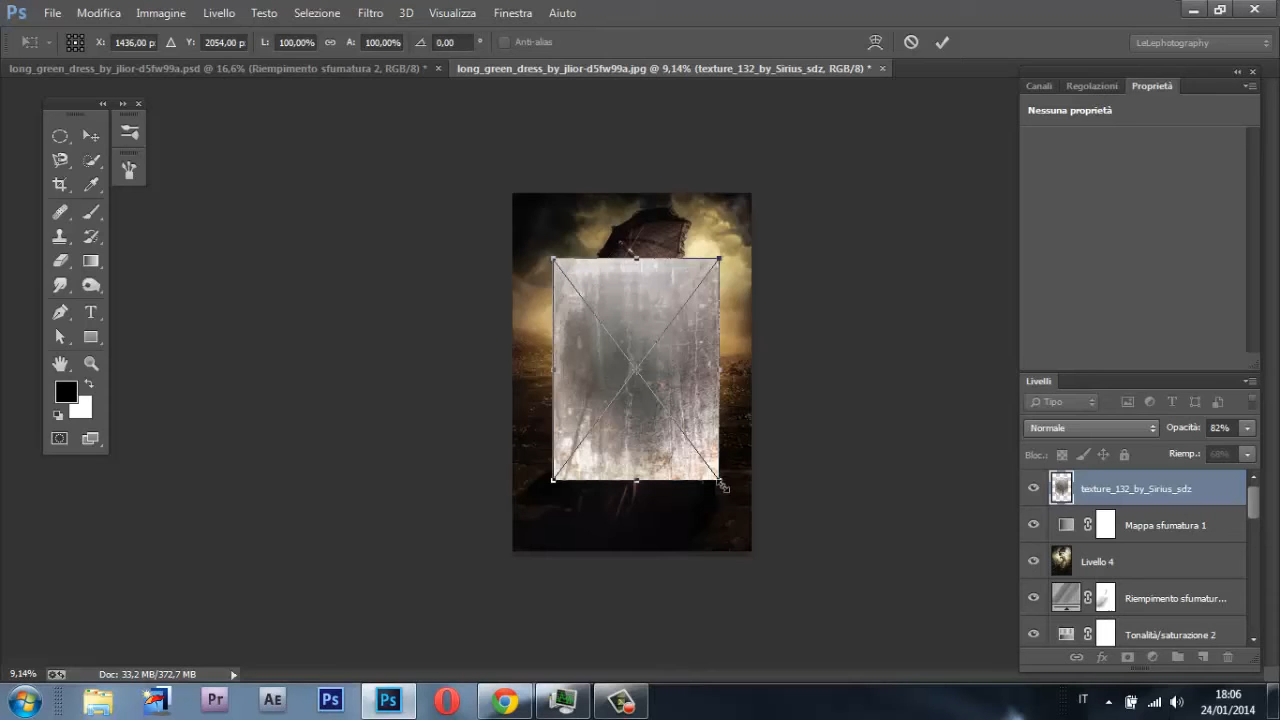 Ps File Modifica Immagine Livello Testo Selezione Filtro 3D Visualizza Finestra Aiuto
X: 1436,00 p Y: 2054,00 p L: 100,00% A: 100,00% 0,00 ° Anti-alias LeLephotography
long_green_dress_by_jlior-d5fw99a.psd @ 16,6% (Riempimento sfumatura 2, RGB/8) * × long_green_dress_by_jlior-d5fw99a.jpg @ 9,14% (texture_132_by_Sirius_sdz, RGB/8) * ×
Canali Regolazioni Proprietà
Nessuna proprietà
Livelli
Tipo
Normale Opacità: 82%
Bloc.: Riemp.: 68%
texture_132_by_Sirius_sdz
Mappa sfumatura 1
Livello 4
Riempimento sfumatur...
Tonalità/saturazione 2
9,14% Doc: 33,2 MB/372,7 MB
Pr AE Ps Ps IT 18:06
24/01/2014